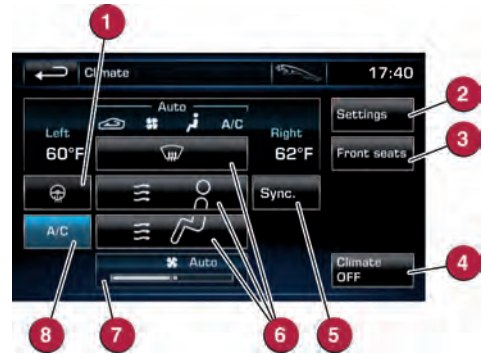 1
Climate
17:40
2
Auto
Settings
3
A/C
Left
Right
60°F
62°F
Front seats
Sync.
A/C
Climate
OFF
4
Auto
8
7
6
5